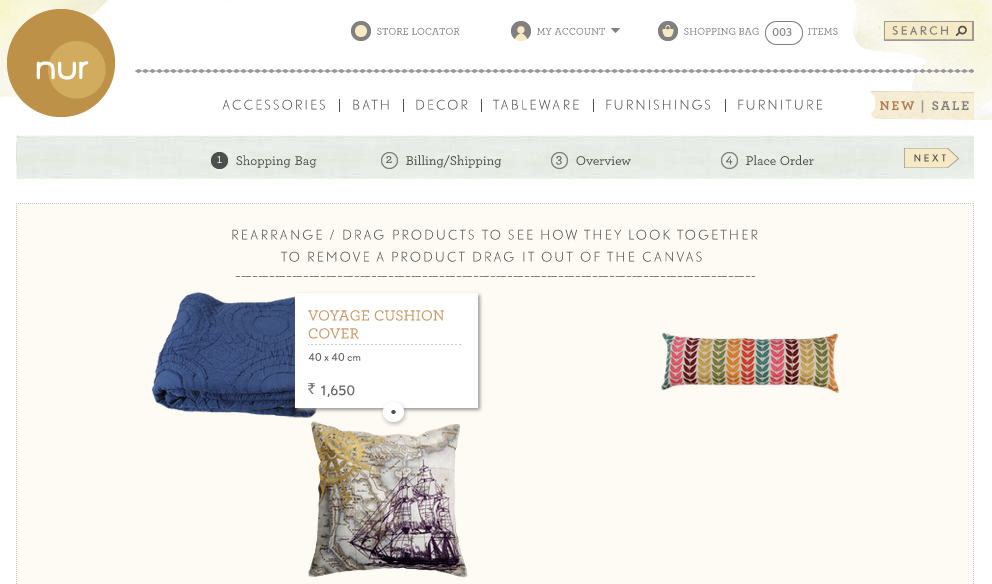 nur
STORE LOCATOR
MY ACCOUNT
SHOPPING BAG 003 ITEMS
SEARCH
ACCESSORIES | BATH | DECOR | TABLEWARE | FURNISHINGS | FURNITURE
NEW | SALE
1 Shopping Bag
2 Billing/Shipping
3 Overview
4 Place Order
NEXT
REARRANGE / DRAG PRODUCTS TO SEE HOW THEY LOOK TOGETHER
TO REMOVE A PRODUCT DRAG IT OUT OF THE CANVAS
VOYAGE CUSHION
COVER
40 x 40 cm
₹ 1,650